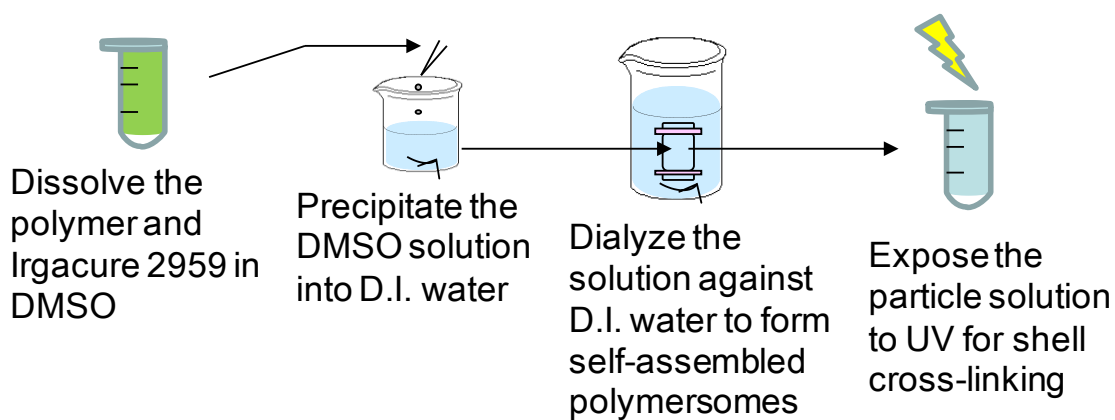 Dissolve the
polymer and
Irgacure 2959 in
DMSO
Precipitate the
DMSO solution
into D.I. water
Dialyze the
solution against
D.I. water to form
self-assembled
polymersomes
Expose the
particle solution
to UV for shell
cross-linking